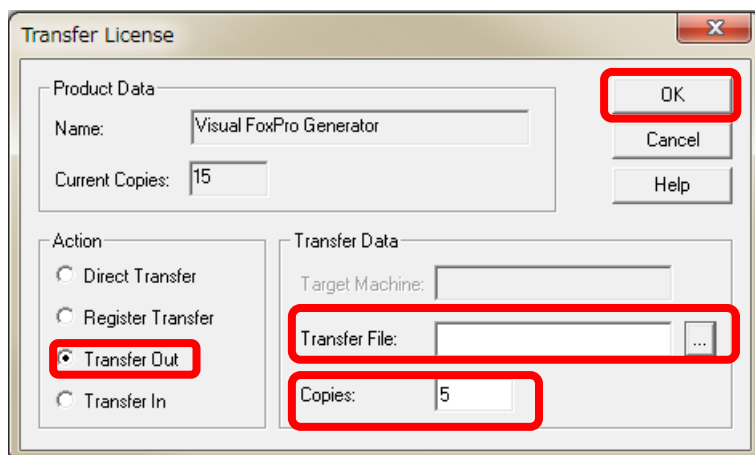 Transfer License
x
Product Data
Name: Visual FoxPro Generator
Current Copies: 15
OK
Cancel
Help
Action
Direct Transfer
Register Transfer
Transfer Out
Transfer In
Transfer Data
Target Machine:
Transfer File: ...
Copies: 5